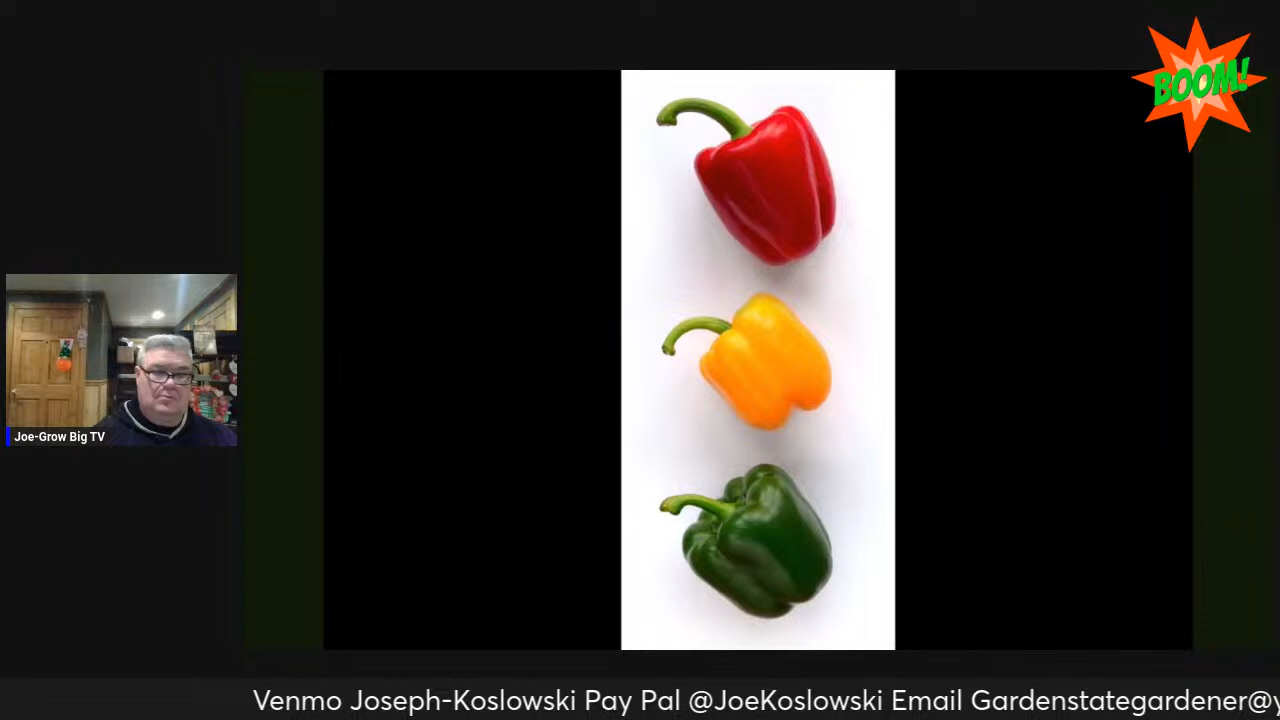 BOOM!
Joe-Grow Big TV
Venmo Joseph-Koslowski Pay Pal @JoeKoslowski Email Gardenstategardener@y